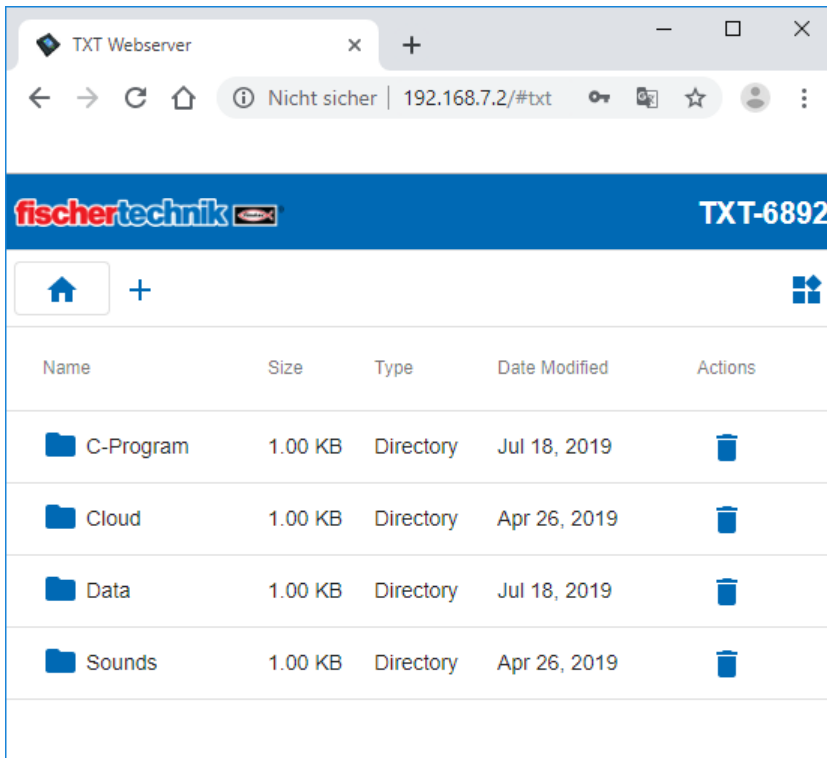 TXT Webserver
Nicht sicher | 192.168.7.2/#txt
fischertechnik TXT-6892
Name Size Type Date Modified Actions
C-Program 1.00 KB Directory Jul 18, 2019
Cloud 1.00 KB Directory Apr 26, 2019
Data 1.00 KB Directory Jul 18, 2019
Sounds 1.00 KB Directory Apr 26, 2019